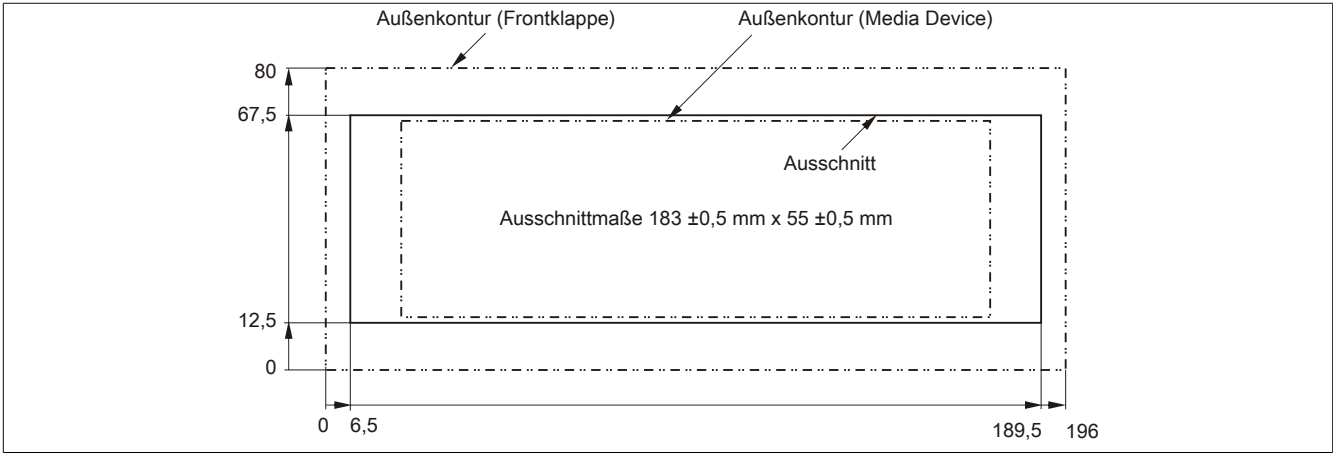 Außenkontur (Frontklappe)
Außenkontur (Media Device)
80
67,5
Ausschnitt
Ausschnittmaße 183 ±0,5 mm x 55 ±0,5 mm
12,5
0
0
6,5
189,5
196